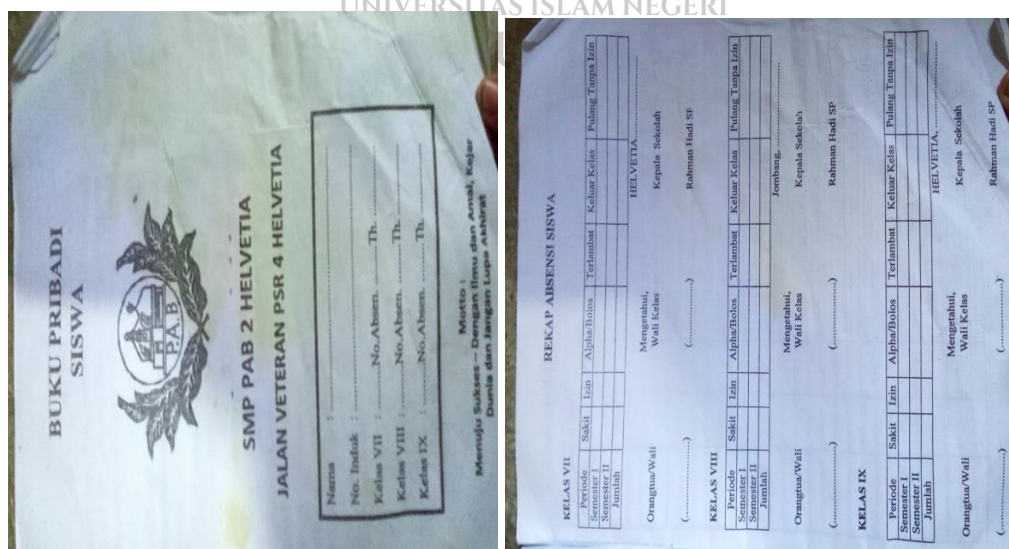 UNIVERSITAS ISLAM NEGERI
BUKU PRIBADI
SISWA
P.A.B
SMP PAB 2 HELVETIA
JALAN VETERAN PSR 4 HELVETIA
Nama : ..........
No. Induk : ..........
Kelas VII : ..........No.Absen. ..........Th. ..........
Kelas VIII : ..........No.Absen. ..........Th. ..........
Kelas IX : ..........No.Absen. ..........Th. ..........
Motto :
Menuju Sukses – Dengan Ilmu dan Amal, Kejar
Dunia dan Jangan Lupa Akhirat
REKAP ABSENSI SISWA
KELAS VII
Periode Sakit Izin Alpha/Bolos Terlambat Keluar Kelas Pulang Tanpa Izin
Semester I
Semester II
Jumlah
HELVETIA..........
Mengetahui,
Orangtua/Wali Wali Kelas Kepala Sekolah
(..........) (..........) Rahman Hadi SP
KELAS VIII
Periode Sakit Izin Alpha/Bolos Terlambat Keluar Kelas Pulang Tanpa Izin
Semester I
Semester II
Jumlah
Jombang, ..........
Mengetahui,
Orangtua/Wali Wali Kelas Kepala Sekolah
(..........) (..........) Rahman Hadi SP
KELAS IX
Periode Sakit Izin Alpha/Bolos Terlambat Keluar Kelas Pulang Tanpa Izin
Semester I
Semester II
Jumlah
HELVETIA, ..........
Mengetahui,
Orangtua/Wali Wali Kelas Kepala Sekolah
(..........) (..........) Rahman Hadi SP